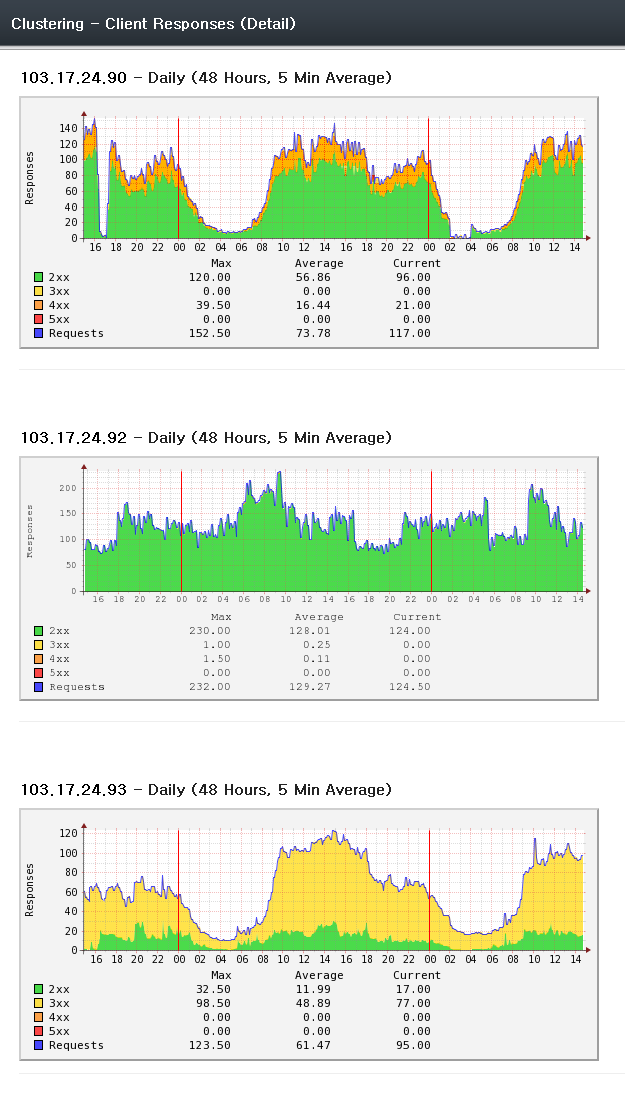 Clustering - Client Responses (Detail)
103.17.24.90 - Daily (48 Hours, 5 Min Average)
Responses
140
120
100
80
60
40
20
0
16 18 20 22 00 02 04 06 08 10 12 14 16 18 20 22 00 02 04 06 08 10 12 14
Max Average Current
2xx 120.00 56.86 96.00
3xx 0.00 0.00 0.00
4xx 39.50 16.44 21.00
5xx 0.00 0.00 0.00
Requests 152.50 73.78 117.00
103.17.24.92 - Daily (48 Hours, 5 Min Average)
Responses
200
150
100
50
0
16 18 20 22 00 02 04 06 08 10 12 14 16 18 20 22 00 02 04 06 08 10 12 14
Max Average Current
2xx 230.00 128.01 124.00
3xx 1.00 0.25 0.00
4xx 1.50 0.11 0.00
5xx 0.00 0.00 0.00
Requests 232.00 129.27 124.50
103.17.24.93 - Daily (48 Hours, 5 Min Average)
Responses
120
100
80
60
40
20
0
16 18 20 22 00 02 04 06 08 10 12 14 16 18 20 22 00 02 04 06 08 10 12 14
Max Average Current
2xx 32.50 11.99 17.00
3xx 98.50 48.89 77.00
4xx 0.00 0.00 0.00
5xx 0.00 0.00 0.00
Requests 123.50 61.47 95.00